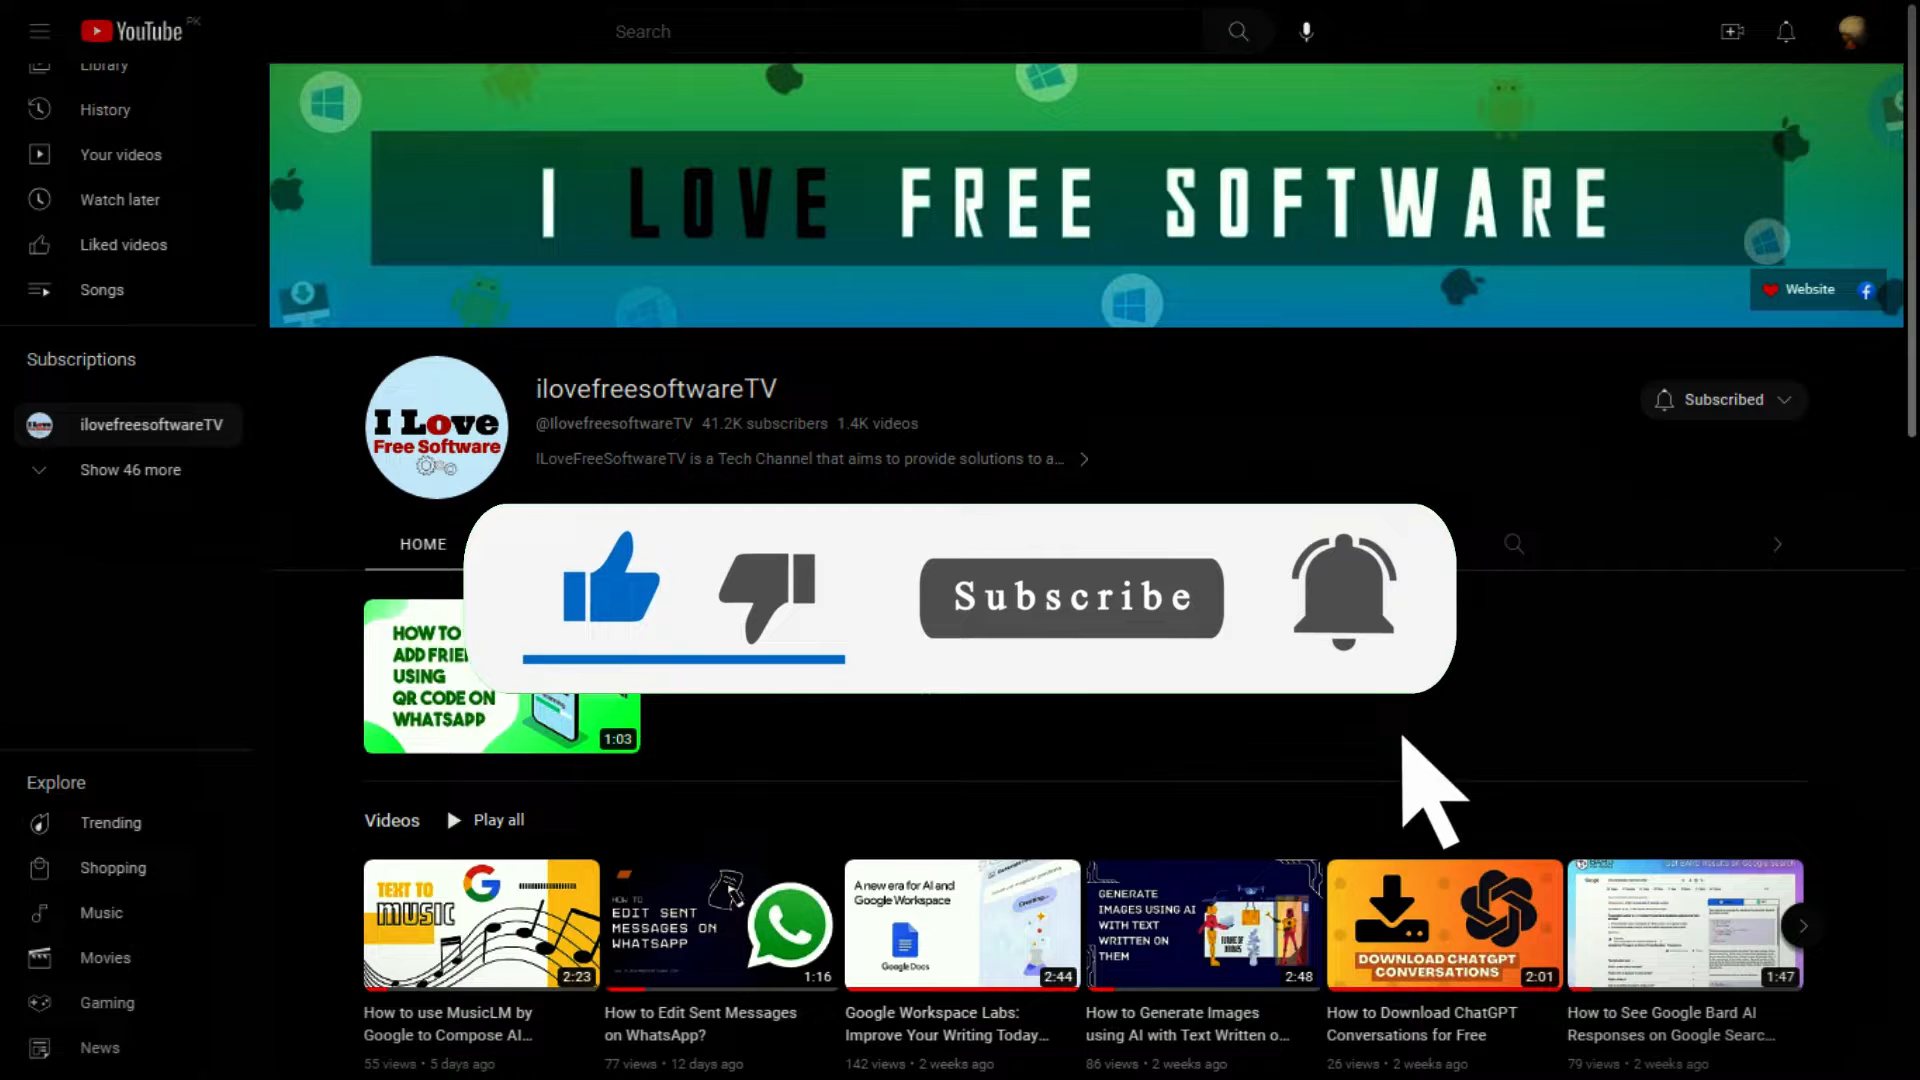 YouTube PK
Search
Library
History
Your videos
Watch later
Liked videos
Songs
Subscriptions
ilovefreesoftwareTV
Show 46 more
Explore
Trending
Shopping
Music
Movies
Gaming
News
I LOVE FREE SOFTWARE
Website
I Love
Free Software
ilovefreesoftwareTV
@IlovefreesoftwareTV 41.2K subscribers 1.4K videos
ILoveFreeSoftwareTV is a Tech Channel that aims to provide solutions to a...
Subscribed
HOME
Subscribe
HOW TO
ADD
USING
QR CODE ON
WHATSAPP
1:03
Videos
Play all
TEXT TO
MUSIC
2:23
How to use MusicLM by
Google to Compose AI...
55 views • 5 days ago
HOW TO
EDIT SENT
MESSAGES ON
WHATSAPP
1:16
How to Edit Sent Messages
on WhatsApp?
77 views • 12 days ago
A new era for AI and
Google Workspace
Google Docs
2:44
Google Workspace Labs:
Improve Your Writing Today...
142 views • 2 weeks ago
GENERATE
IMAGES USING AI
WITH TEXT
WRITTEN ON
THEM
2:48
How to Generate Images
using AI with Text Written o...
86 views • 2 weeks ago
DOWNLOAD CHATGPT
CONVERSATIONS
2:01
How to Download ChatGPT
Conversations for Free
26 views • 2 weeks ago
1:47
How to See Google Bard AI
Responses on Google Searc...
79 views • 2 weeks ago